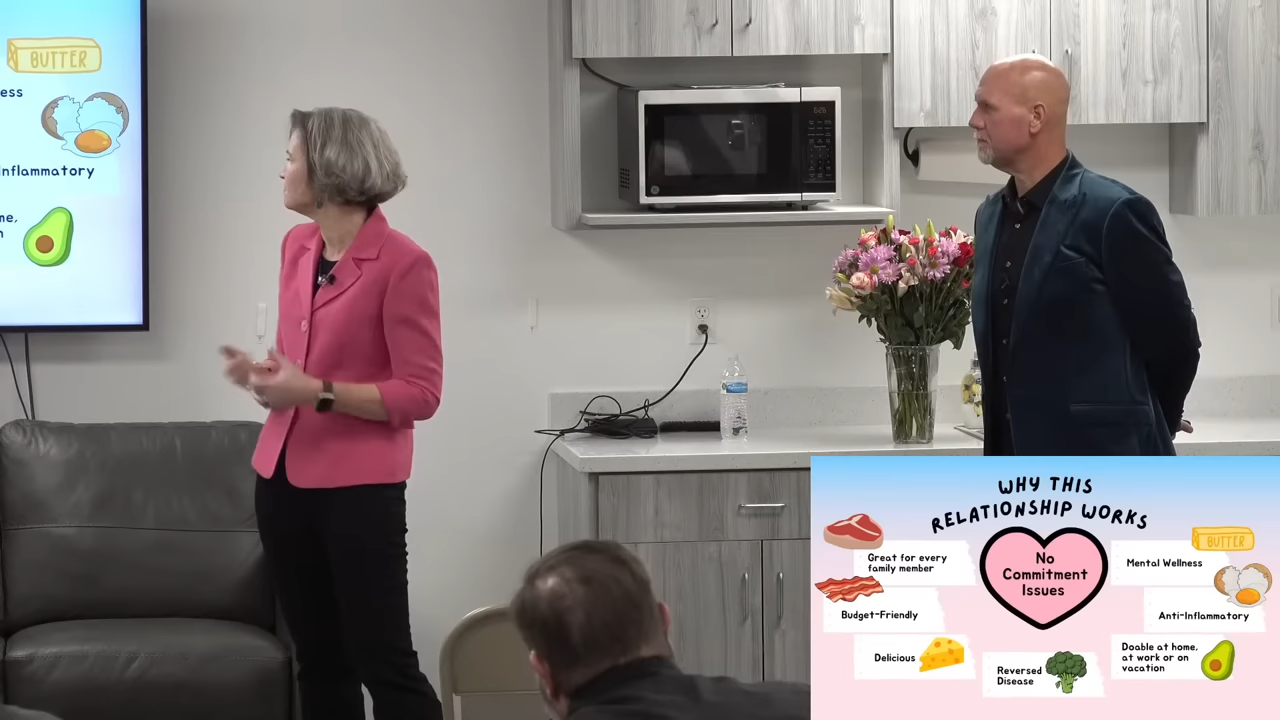 BUTTER
ess
nflammatory
me,
n
WHY THIS
RELATIONSHIP WORKS
No
Commitment
Issues
Great for every
family member
Budget-Friendly
Delicious
Reversed
Disease
BUTTER
Mental Wellness
Anti-Inflammatory
Doable at home,
at work or on
vacation